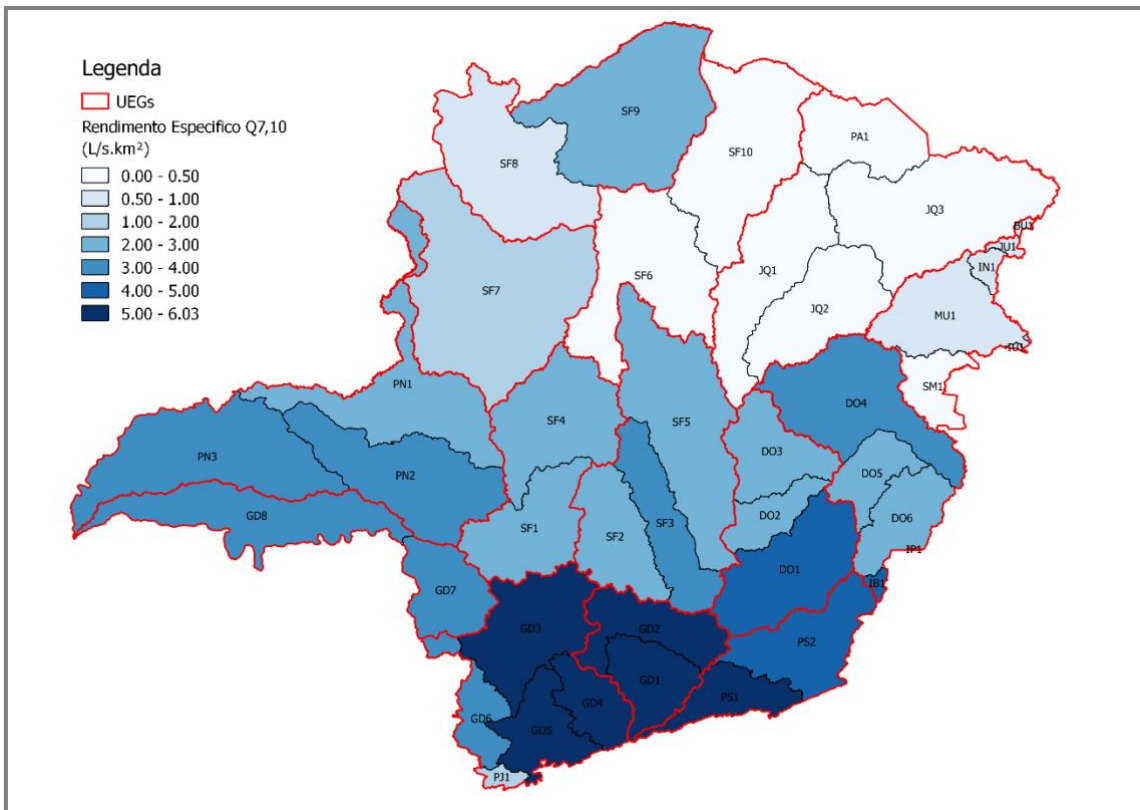 Legenda
UEGs
Rendimento Especifico Q7,10
(L/s.km²)
0.00 - 0.50
0.50 - 1.00
1.00 - 2.00
2.00 - 3.00
3.00 - 4.00
4.00 - 5.00
5.00 - 6.03
SF9
SF10
PA1
SF8
JQ3
BU1
JU1
IN1
SF6
JQ1
SF7
JQ2
MU1
SM1
PN1
DO4
SF4
SF5
DO3
PN3
PN2
DO5
GD8
DO2
DO6
SF3
SF1
SF2
IP1
DO1
IB1
GD7
GD3
GD2
PS2
GD1
PS1
GD4
GD6
GD5
PJ1